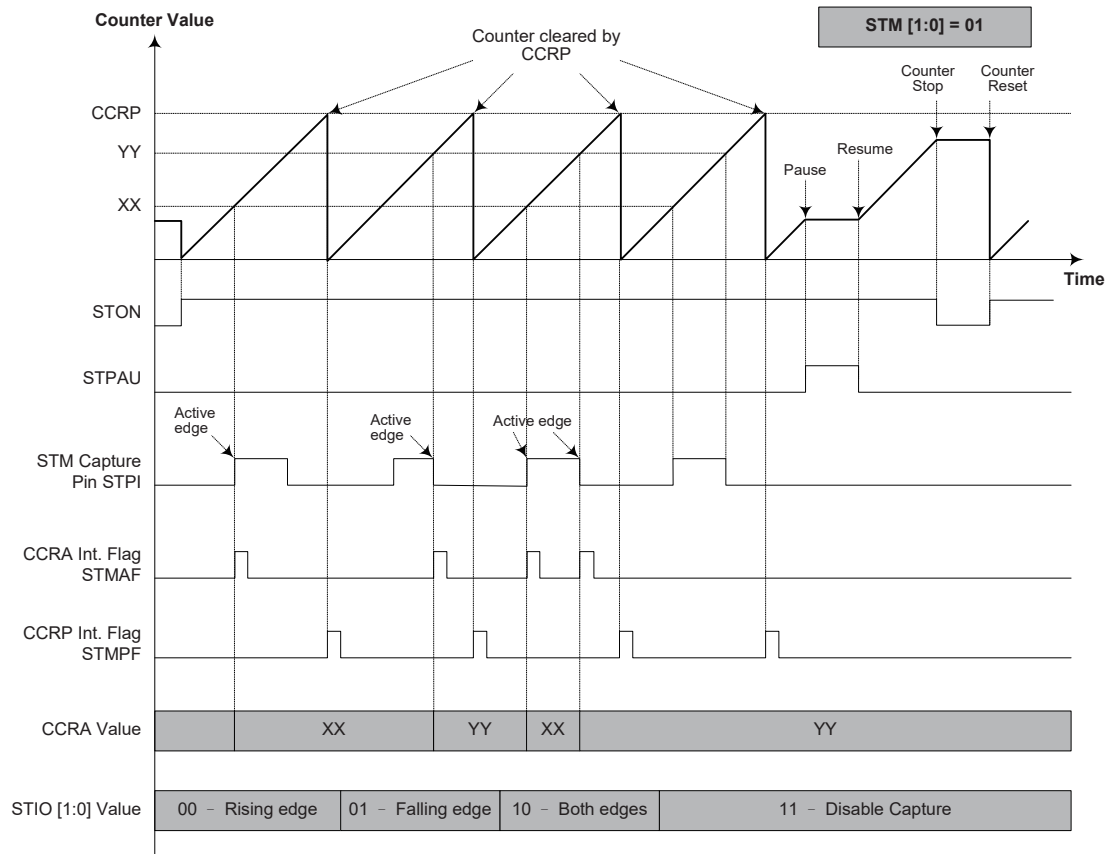 Counter Value
STM [1:0] = 01
Counter cleared by
CCRP
Counter
Stop
Counter
Reset
CCRP
YY
XX
Pause
Resume
Time
STON
STPAU
Active
edge
Active
edge
Active edge
STM Capture
Pin STPI
CCRA Int. Flag
STMAF
CCRP Int. Flag
STMPF
CCRA Value
XX
YY
XX
YY
STIO [1:0] Value
00 – Rising edge
01 – Falling edge
10 – Both edges
11 – Disable Capture